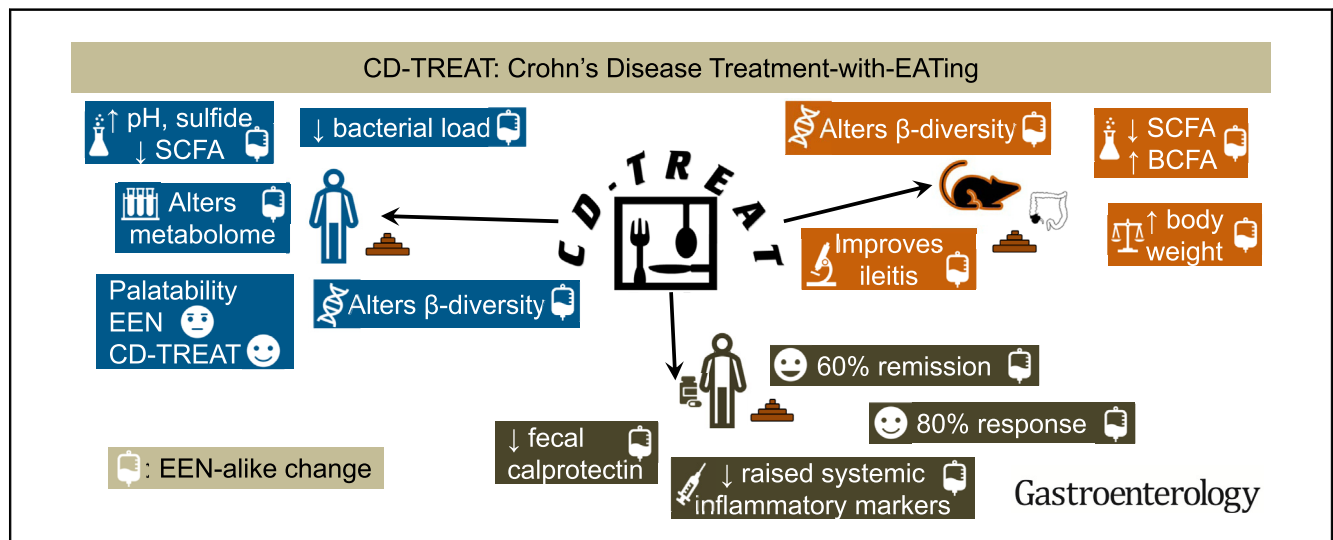 CD-TREAT: Crohn's Disease Treatment-with-EATing
↑ pH, sulfide
↓ SCFA
↓ bacterial load
Alters
metabolome
Palatability
EEN
CD-TREAT
Alters β-diversity
CD-TREAT
Alters β-diversity
↓ SCFA
↑ BCFA
Improves
ileitis
↑ body
weight
60% remission
80% response
↓ fecal
calprotectin
↓ raised systemic
inflammatory markers
: EEN-alike change
Gastroenterology